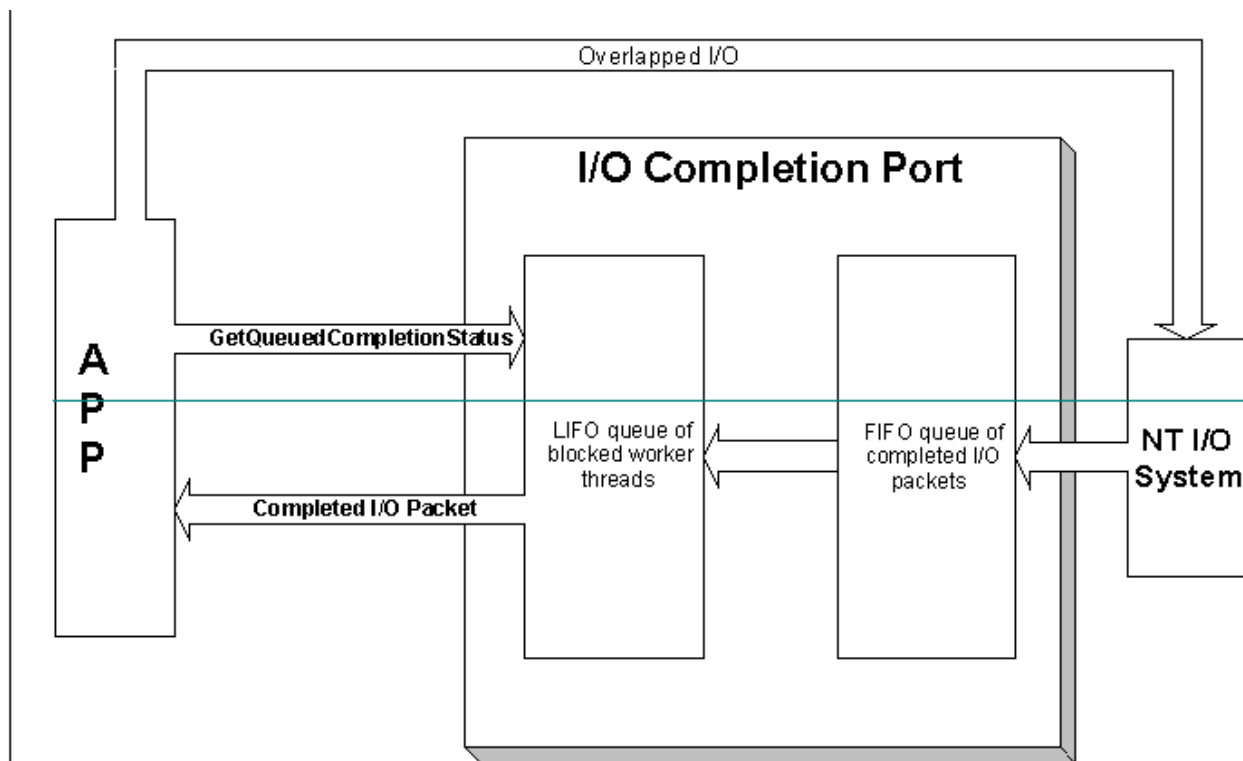 Overlapped I/O
I/O Completion Port
GetQueuedCompletionStatus
A
P
P
LIFO queue of
blocked worker
threads
FIFO queue of
completed I/O
packets
NT I/O
System
Completed I/O Packet